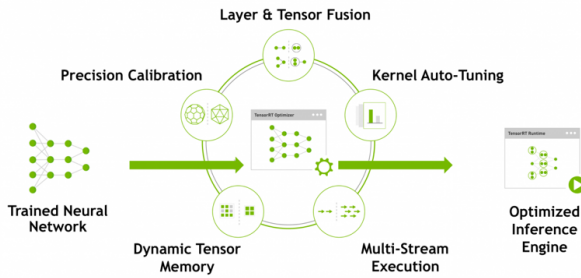 Layer & Tensor Fusion
Precision Calibration
Kernel Auto-Tuning
TensorRT Optimizer
TensorRT Runtime
Trained Neural
Network
Dynamic Tensor
Memory
Multi-Stream
Execution
Optimized
Inference
Engine